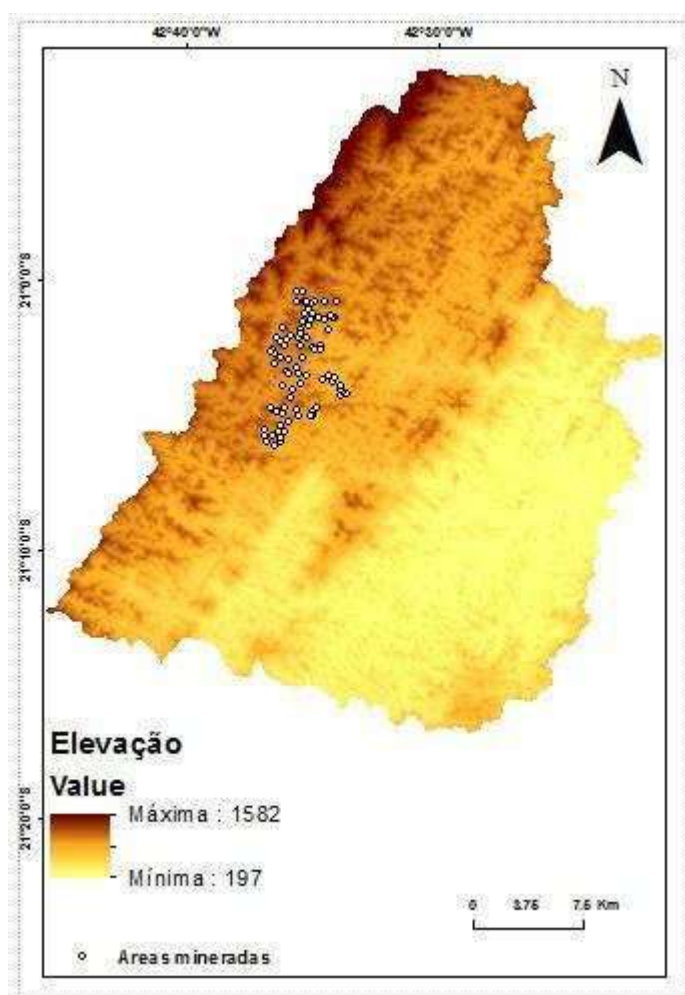 42°40'0"W 42°30'0"W
N
21°0'0"S
21°10'0"S
21°20'0"S
Elevação
Value
Máxima : 1582
Mínima : 197
0 3.75 7.5 Km
Areas mineradas